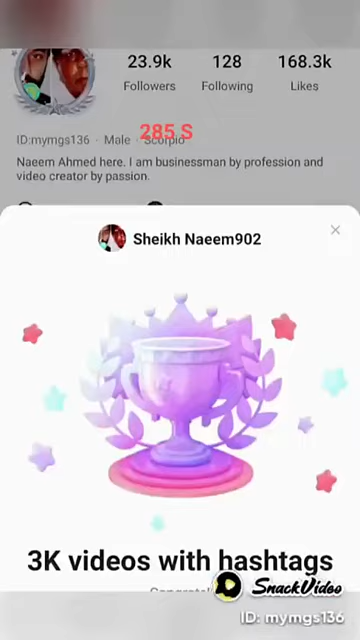 23.9k 128 168.3k
Followers Following Likes
285 S
ID:mymgs136 · Male · Scorpio
Naeem Ahmed here. I am businessman by profession and
video creator by passion.
Sheikh Naeem902
3K videos with hashtags
SnackVideo
ID: mymgs136